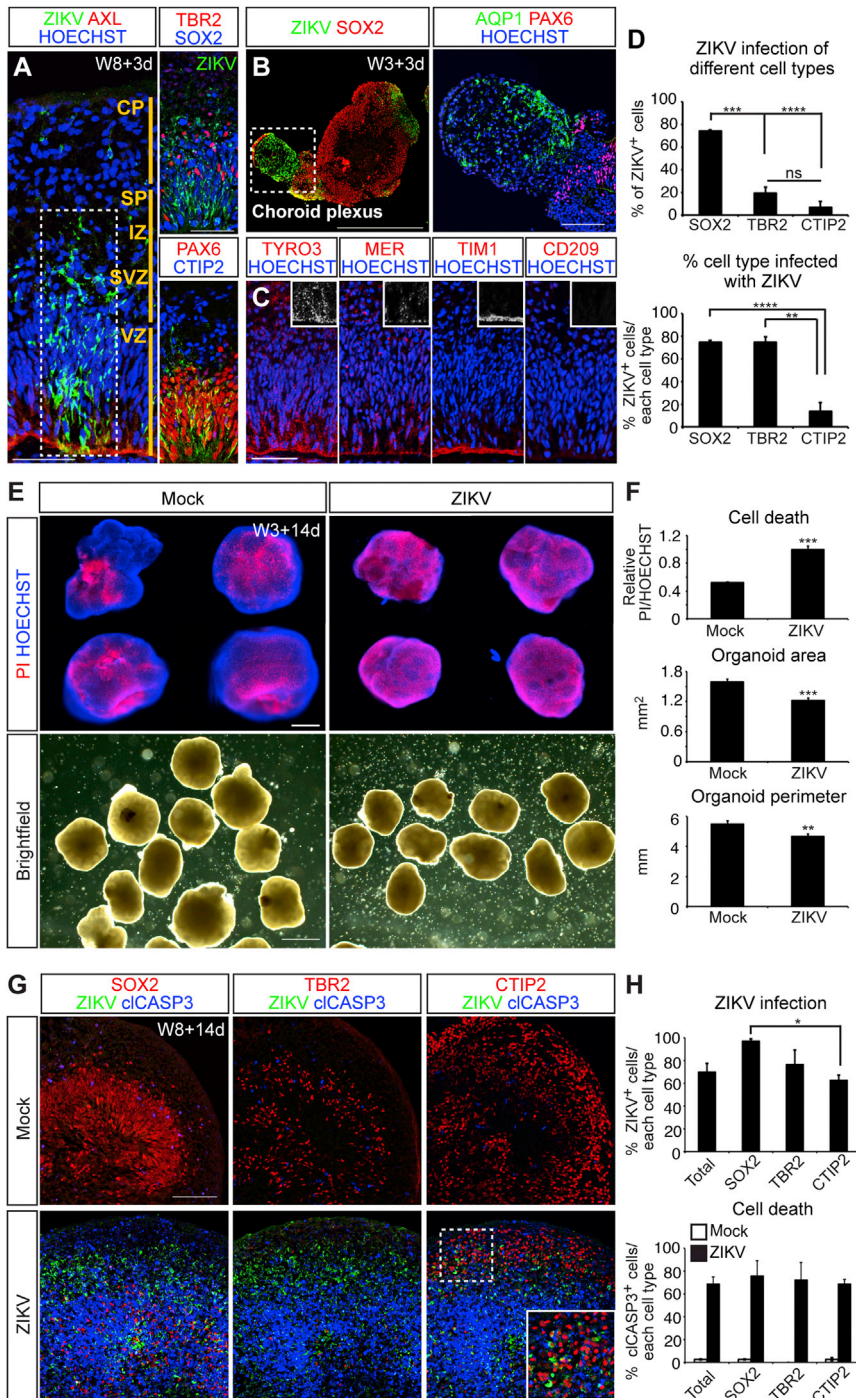 ZIKV AXL
HOECHST
TBR2
SOX2
A
W8+3d
ZIKV
CP
SP
IZ
SVZ
VZ
PAX6
CTIP2
ZIKV SOX2
AQP1 PAX6
HOECHST
B
W3+3d
Choroid plexus
TYRO3
HOECHST
MER
HOECHST
TIM1
HOECHST
CD209
HOECHST
C
D
ZIKV infection of
different cell types
% of ZIKV+ cells
100
80
60
40
20
0
***
****
ns
SOX2
TBR2
CTIP2
% cell type infected
with ZIKV
% ZIKV+ cells/
each cell type
100
80
60
40
20
0
****
**
SOX2
TBR2
CTIP2
E
Mock
ZIKV
PI HOECHST
W3+14d
Brightfield
F
Cell death
Relative
PI/HOECHST
1.2
0.8
0.4
0
***
Mock
ZIKV
Organoid area
mm2
1.8
1.2
0.6
0
***
Mock
ZIKV
Organoid perimeter
mm
6
4
2
0
**
Mock
ZIKV
G
SOX2
ZIKV clCASP3
TBR2
ZIKV clCASP3
CTIP2
ZIKV clCASP3
Mock
W8+14d
ZIKV
H
ZIKV infection
% ZIKV+ cells/
each cell type
100
80
60
40
20
0
*
Total
SOX2
TBR2
CTIP2
Cell death
Mock
ZIKV
% clCASP3+ cells/
each cell type
100
80
60
40
20
0
Total
SOX2
TBR2
CTIP2